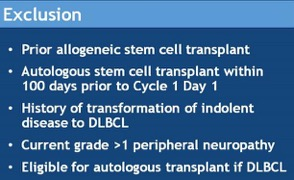 Exclusion
• Prior allogeneic stem cell transplant
• Autologous stem cell transplant within
100 days prior to Cycle 1 Day 1
• History of transformation of indolent
disease to DLBCL
• Current grade >1 peripheral neuropathy
• Eligible for autologous transplant if DLBCL